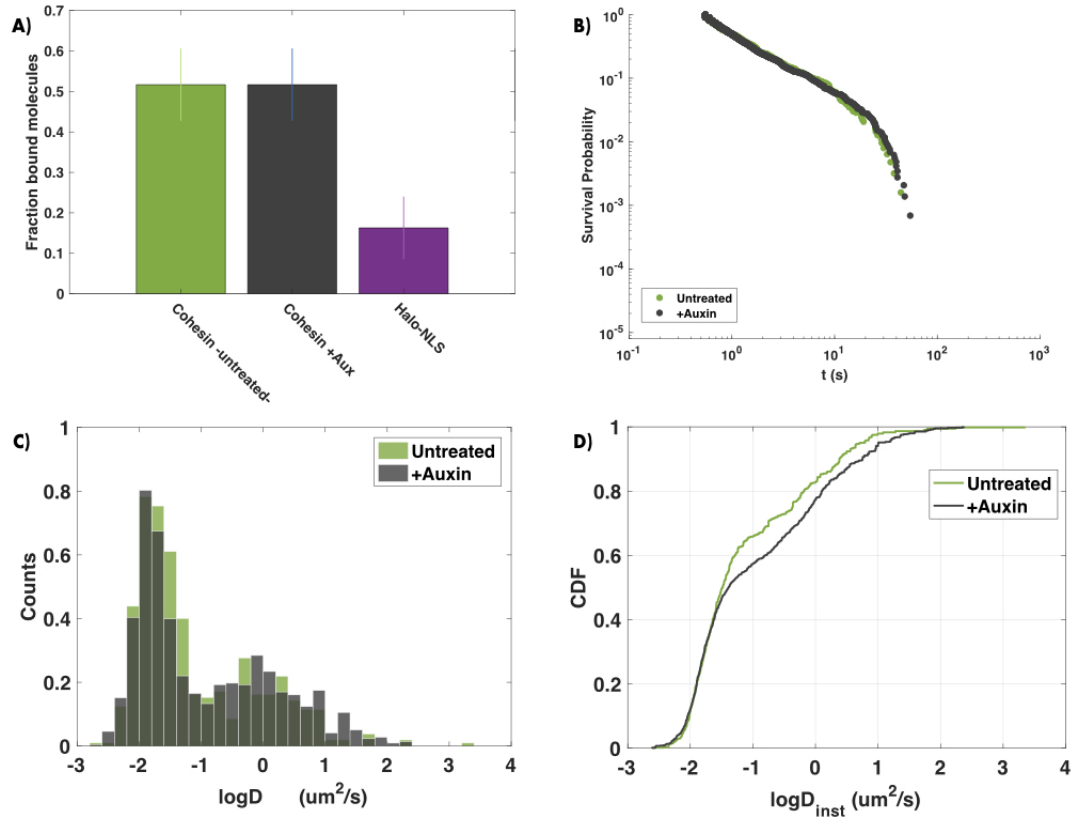 A)
0.7
0.6
0.5
0.4
0.3
0.2
0.1
0
Fraction bound molecules
Cohesin -untreated-
Cohesin +Aux
Halo-NLS
B)
10^0
10^-1
10^-2
10^-3
10^-4
10^-5
Survival Probability
Untreated
+Auxin
10^-1 10^0 10^1 10^2 10^3
t (s)
C)
1
0.8
0.6
0.4
0.2
0
Counts
Untreated
+Auxin
-3 -2 -1 0 1 2 3 4
logD (um^2/s)
D)
1
0.8
0.6
0.4
0.2
0
CDF
Untreated
+Auxin
-3 -2 -1 0 1 2 3 4
logD_inst (um^2/s)